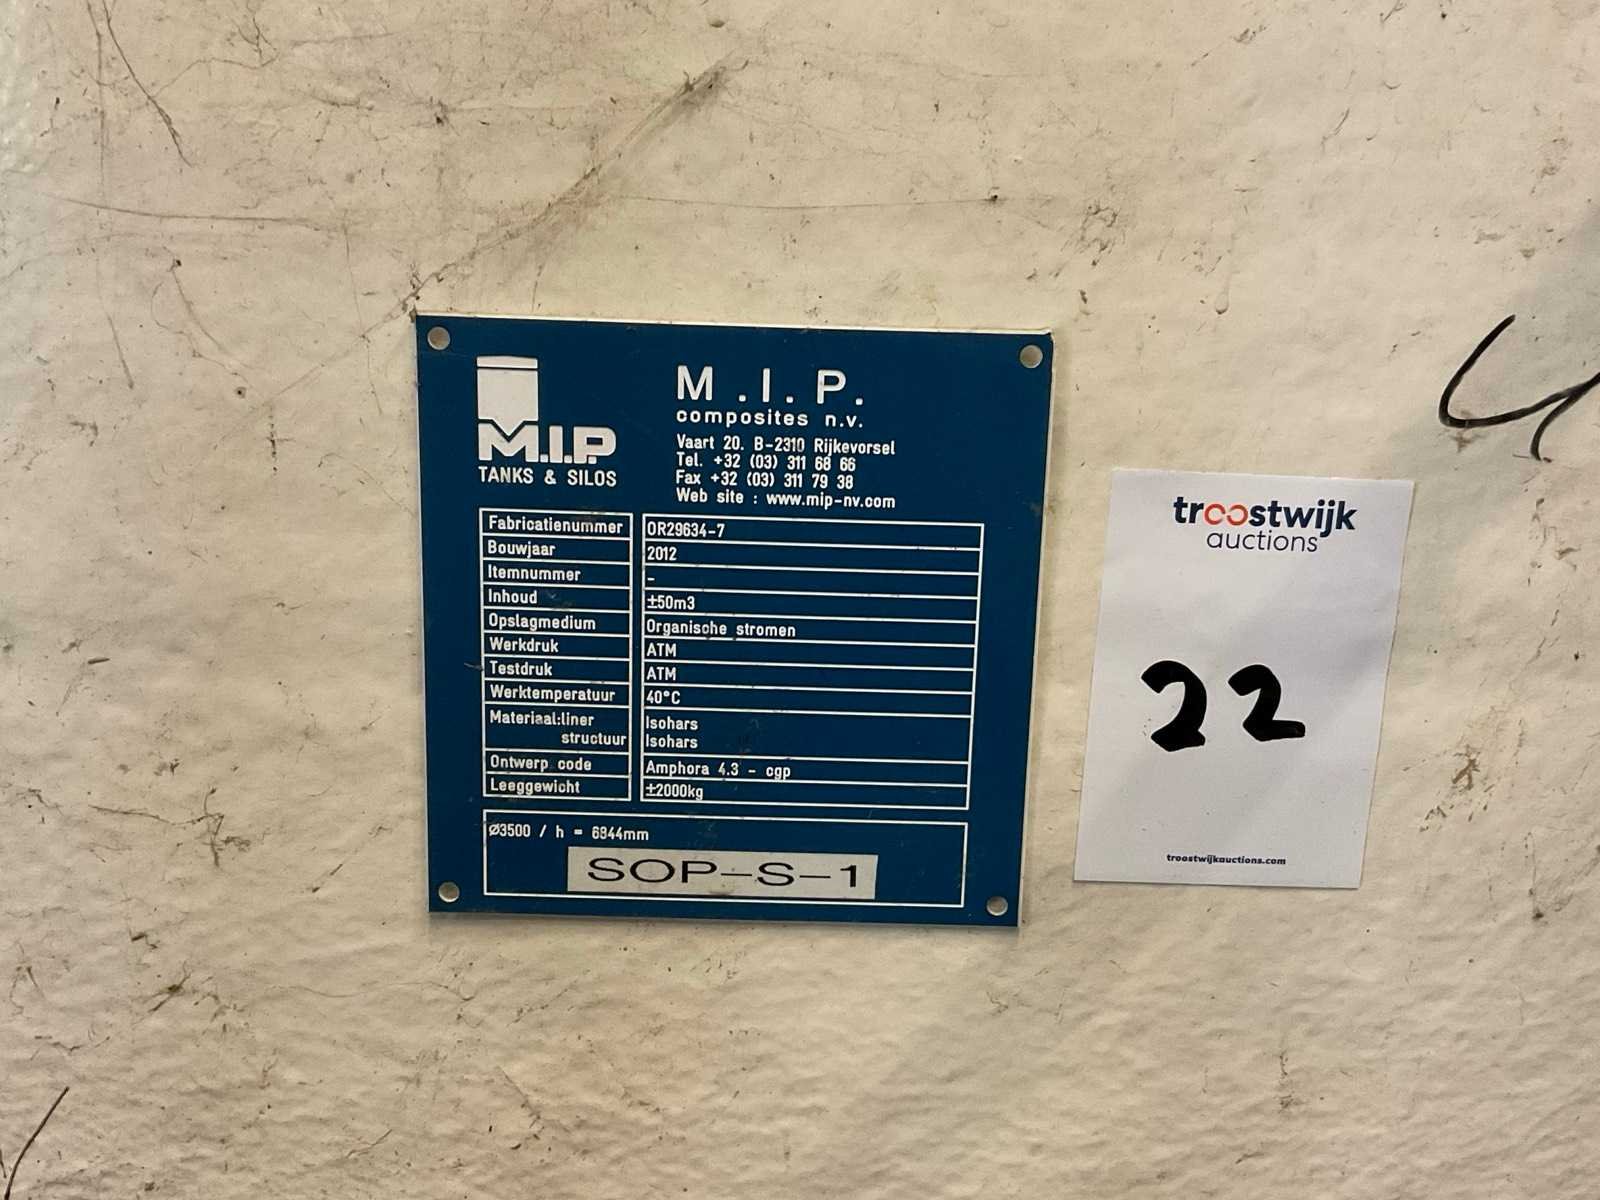 M.I.P
TANKS & SILOS
M.I.P.
composites n.v.
Vaart 20. B-2310 Rijkevorsel
Tel. +32 (03) 311 68 66
Fax +32 (03) 311 79 38
Web site : www.mip-nv.com
Fabricatienummer OR29634-7
Bouwjaar 2012
Itemnummer -
Inhoud ±50m3
Opslagmedium Organische stromen
Werkdruk ATM
Testdruk ATM
Werktemperatuur 40°C
Materiaal:liner Isohars
structuur Isohars
Ontwerp code Amphora 4.3 - cgp
Leeggewicht ±2000kg
Ø3500 / h = 6844mm
SOP-S-1
troostwijk
auctions
22
troostwijkauctions.com